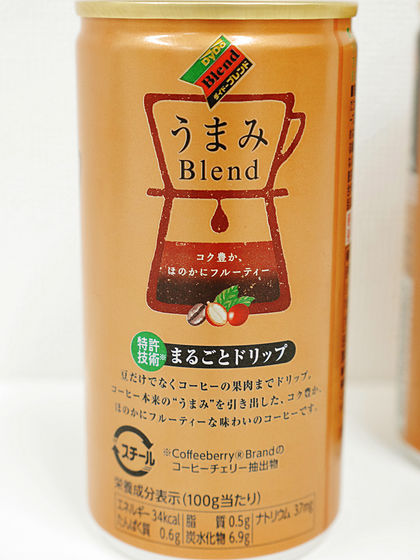 DyDo
Blend
ダイドーブレンド
うまみ
Blend
コク豊か、
ほのかにフルーティー
特許
技術※
まるごとドリップ
豆だけでなくコーヒーの果肉までドリップ。
コーヒー本来の“うまみ”を引き出した、コク豊か、
ほのかにフルーティーな味わいのコーヒーです。
スチール
※Coffeeberry®Brandの
コーヒーチェリー抽出物
栄養成分表示(100g当たり)
エネルギー 34kcal 脂質 0.5g ナトリウム 37mg
たんぱく質 0.6g 炭水化物 6.9g